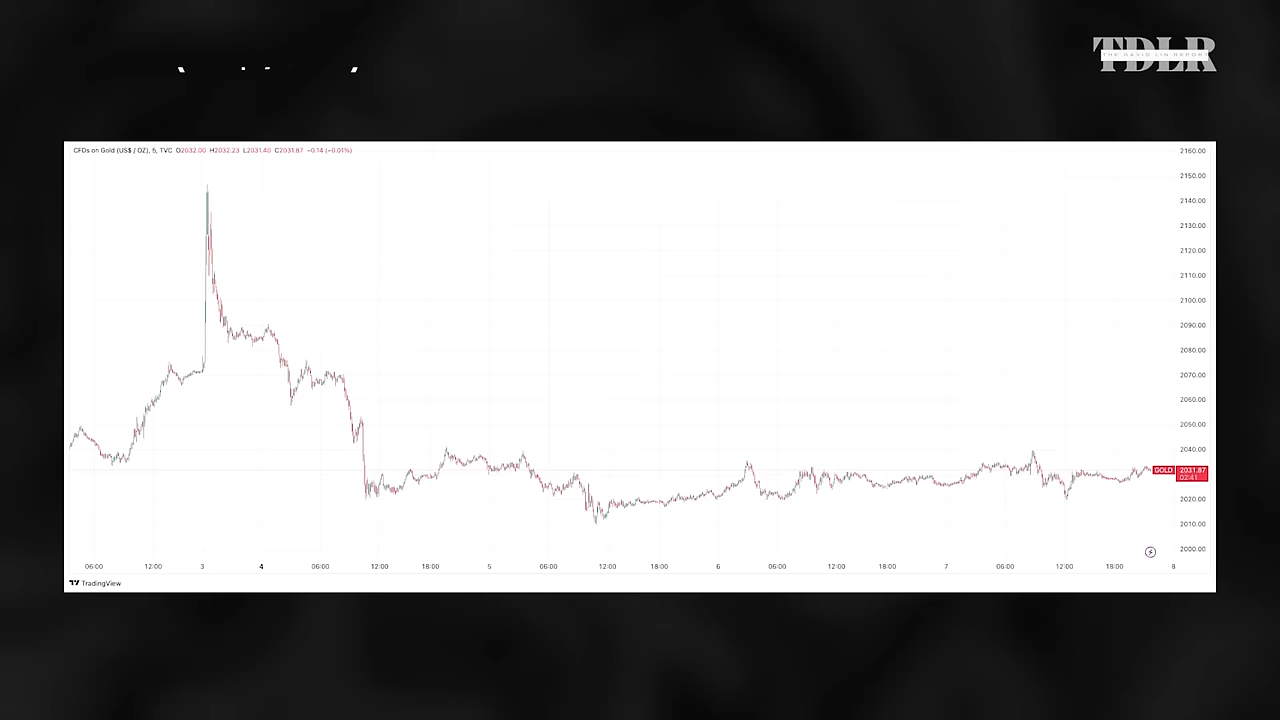 TDLR
THE DAVID LIN REPORT
CFDs on Gold (US$ / OZ), 5, TVC O2032.00 H2032.23 L2031.40 C2031.87 −0.14 (−0.01%)
2160.00
2150.00
2140.00
2130.00
2120.00
2110.00
2100.00
2090.00
2080.00
2070.00
2060.00
2050.00
2040.00
GOLD 2031.87
02:41
2020.00
2010.00
2000.00
06:00 12:00 3 4 06:00 12:00 18:00 5 06:00 12:00 18:00 6 06:00 12:00 18:00 7 06:00 12:00 18:00 8
TradingView